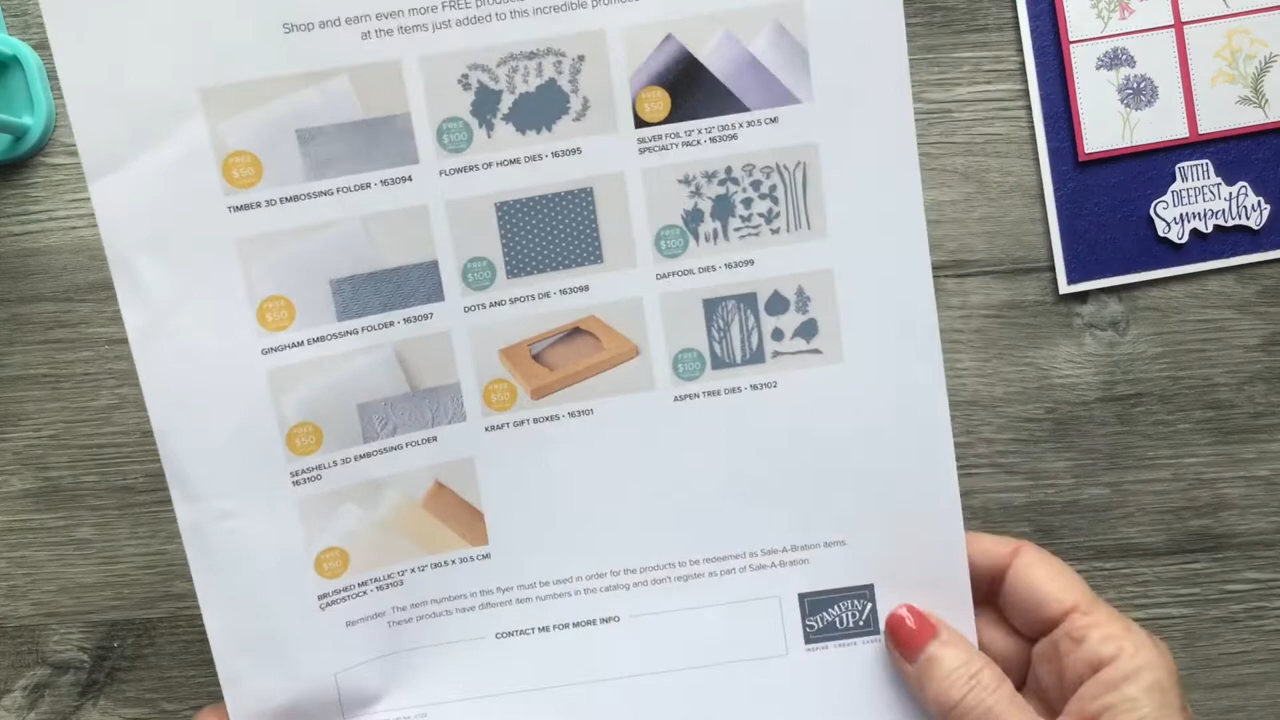 Shop and earn even more FREE
at the items just added to this incredible
FREE
$50
TIMBER 3D EMBOSSING FOLDER • 163094
FREE
$100
FLOWERS OF HOME DIES • 163095
FREE
$50
SILVER FOIL 12" X 12" (30.5 X 30.5 CM)
SPECIALTY PACK • 163096
FREE
$50
GINGHAM EMBOSSING FOLDER • 163097
FREE
$100
DOTS AND SPOTS DIE • 163098
FREE
$100
DAFFODIL DIES • 163099
FREE
$50
SEASHELLS 3D EMBOSSING FOLDER
163100
FREE
$50
KRAFT GIFT BOXES • 163101
FREE
$100
ASPEN TREE DIES • 163102
FREE
$50
BRUSHED METALLIC 12" X 12" (30.5 X 30.5 CM)
CARDSTOCK • 163103
Reminder: The item numbers in this flyer must be used in order for the products to be redeemed as Sale-A-Bration items.
These products have different item numbers in the catalog and don't register as part of Sale-A-Bration.
CONTACT ME FOR MORE INFO
STAMPIN'
UP!
INSPIRE. CREATE. SHARE.
WITH
DEEPEST
Sympathy